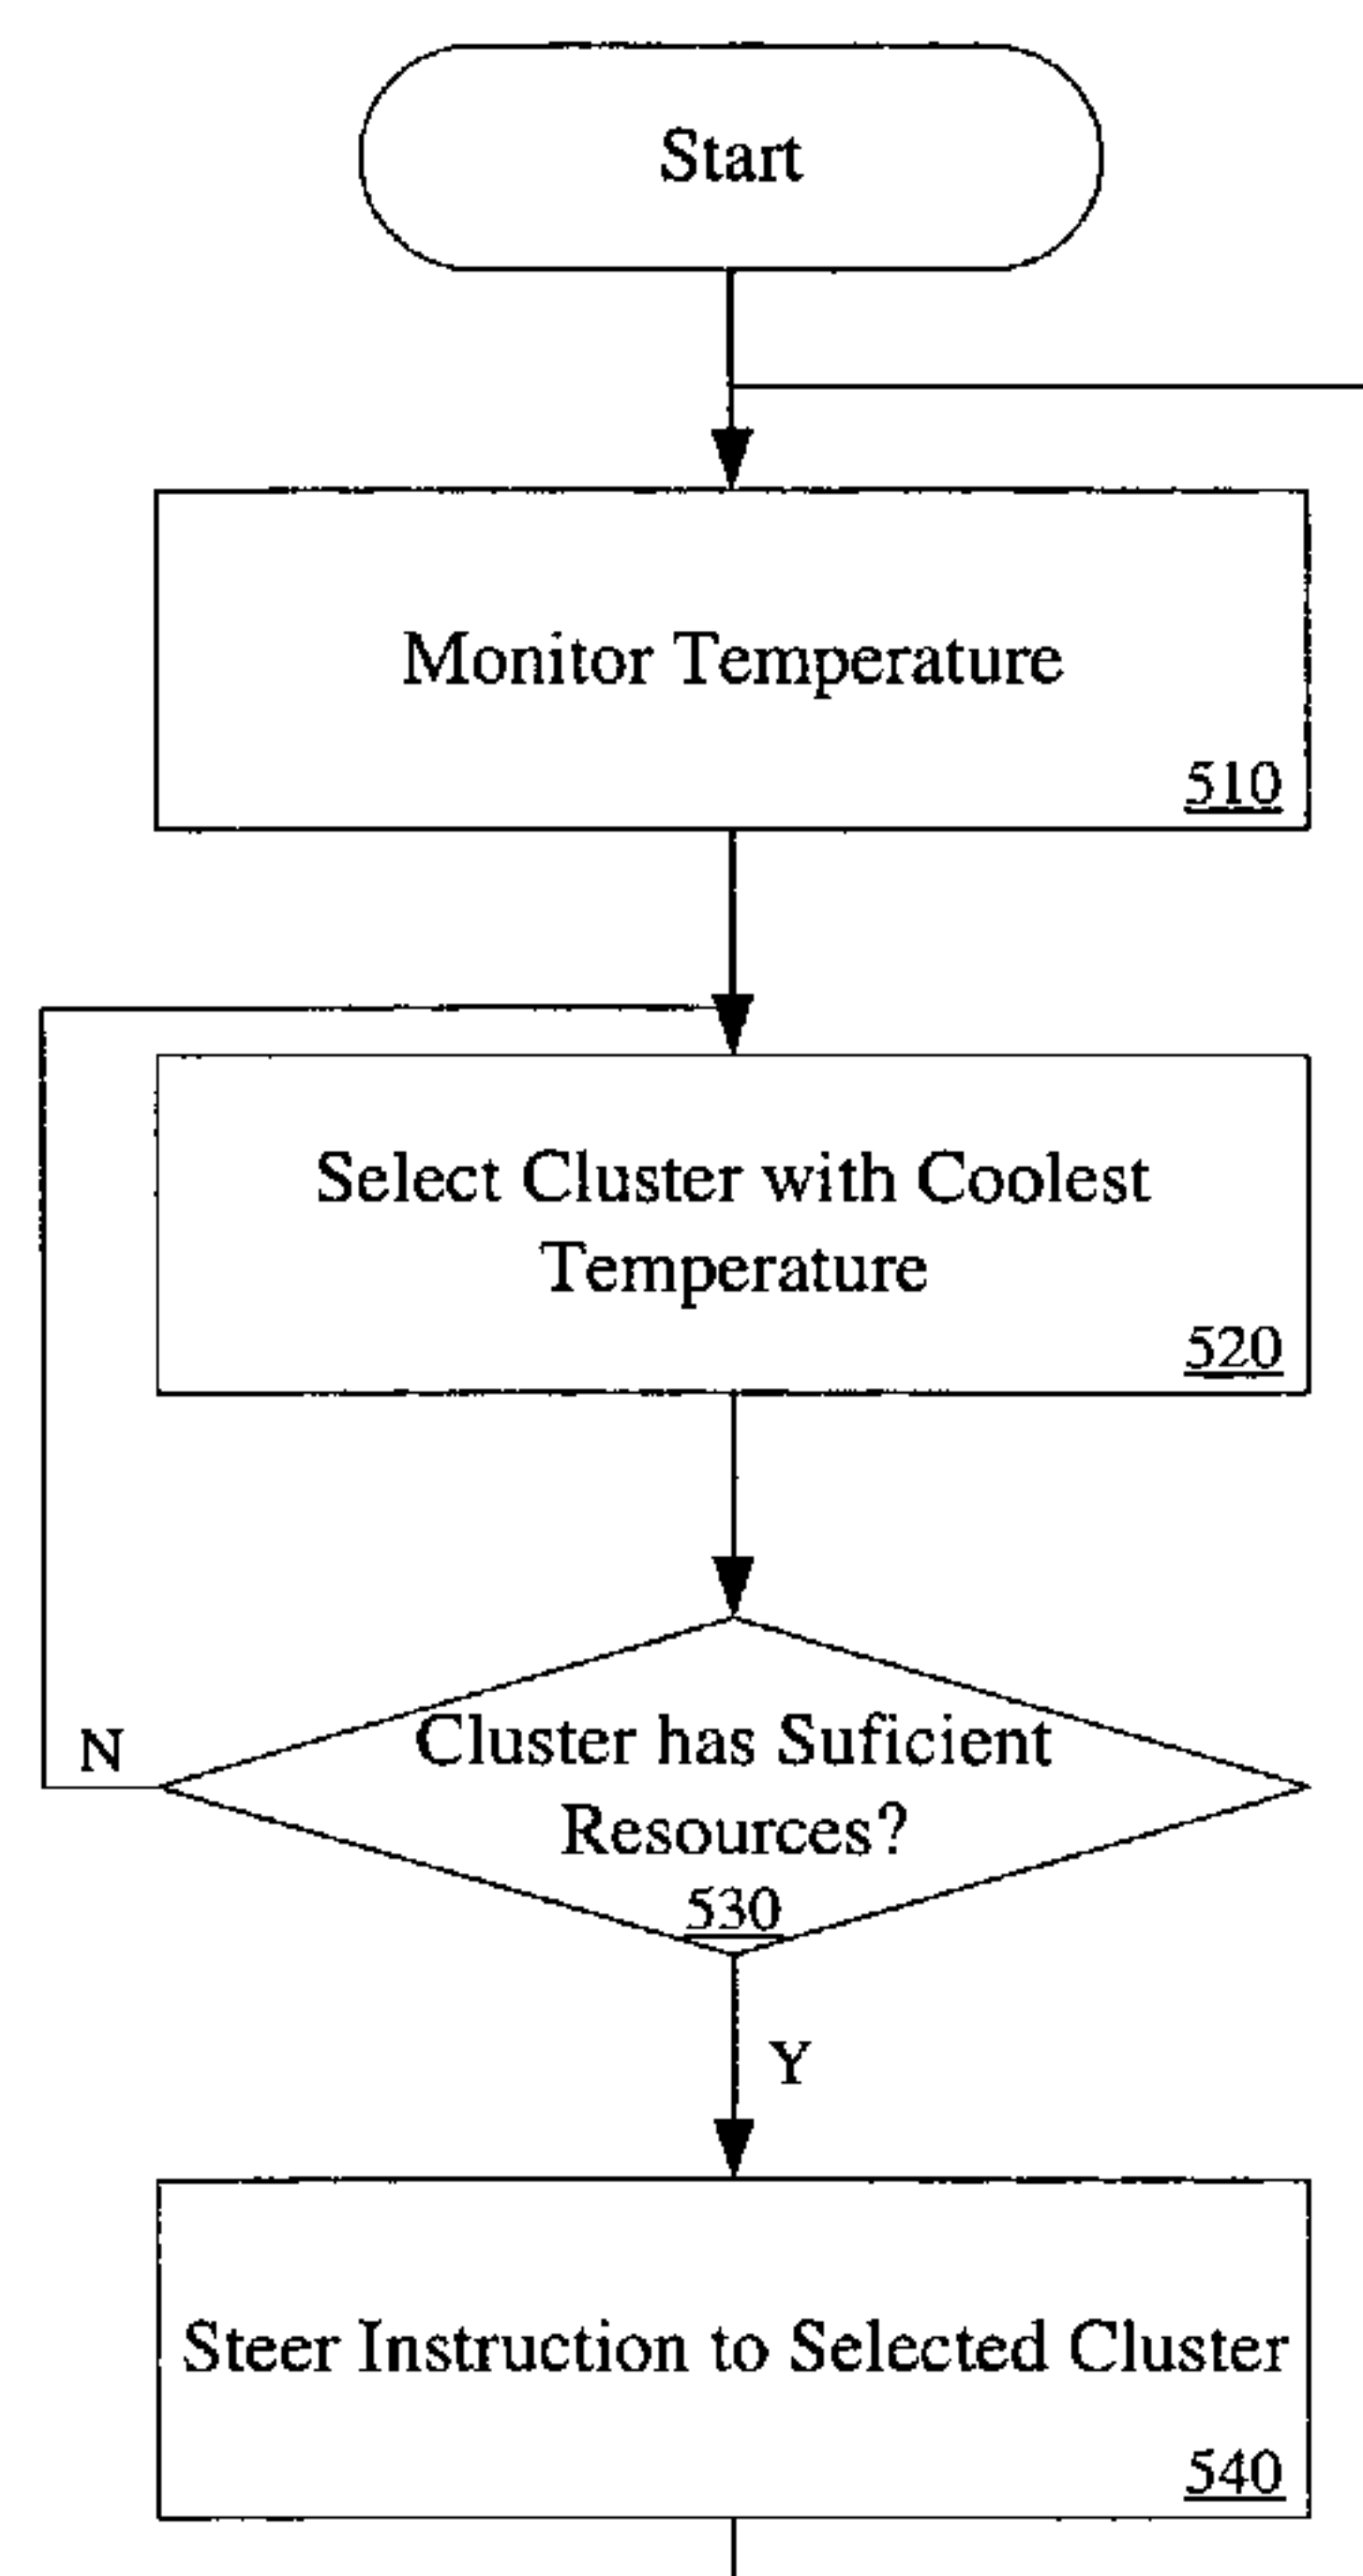 Start
Monitor Temperature
510
Select Cluster with Coolest
Temperature
520
Cluster has Suficient
Resources?
530
N
Y
Steer Instruction to Selected Cluster
540